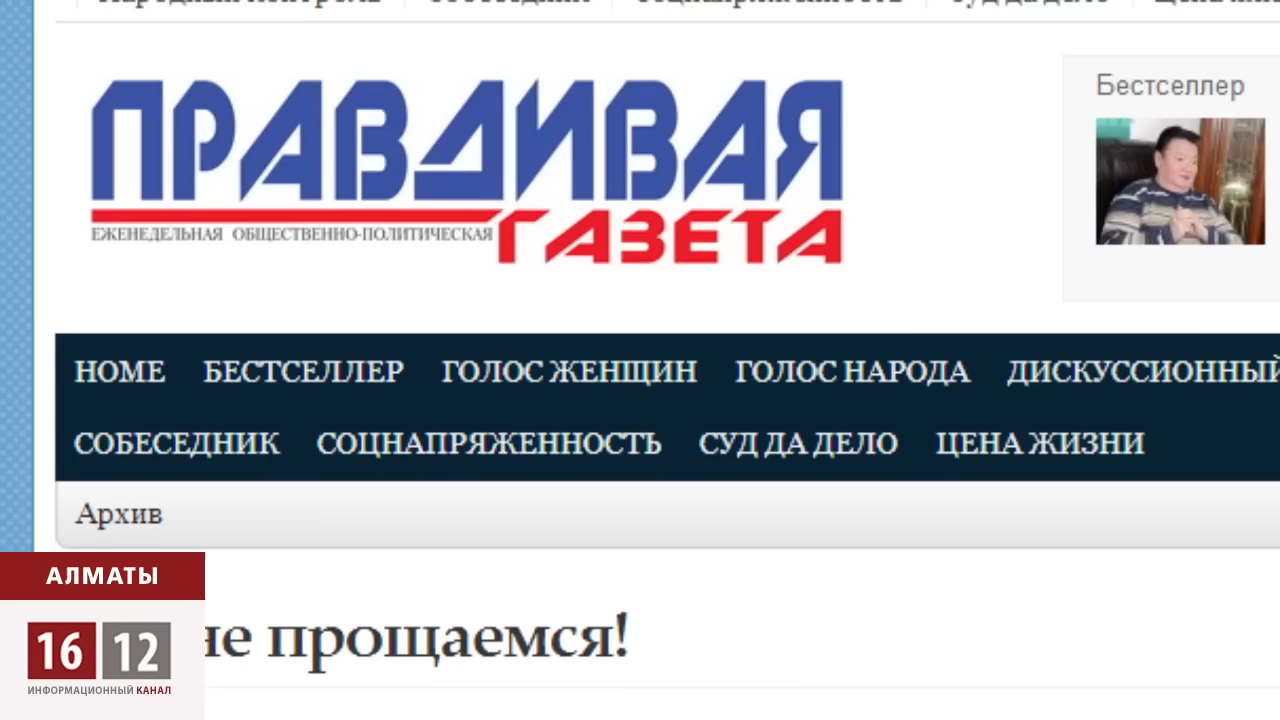 Бестселлер
ПРАВДИВАЯ
ЕЖЕНЕДЕЛЬНАЯ ОБЩЕСТВЕННО-ПОЛИТИЧЕСКАЯ
ГАЗЕТА
HOME БЕСТСЕЛЛЕР ГОЛОС ЖЕНЩИН ГОЛОС НАРОДА ДИСКУССИОННЫЙ
СОБЕСЕДНИК СОЦНАПРЯЖЕННОСТЬ СУД ДА ДЕЛО ЦЕНА ЖИЗНИ
Архив
не прощаемся!
АЛМАТЫ
16 12
ИНФОРМАЦИОННЫЙ КАНАЛ